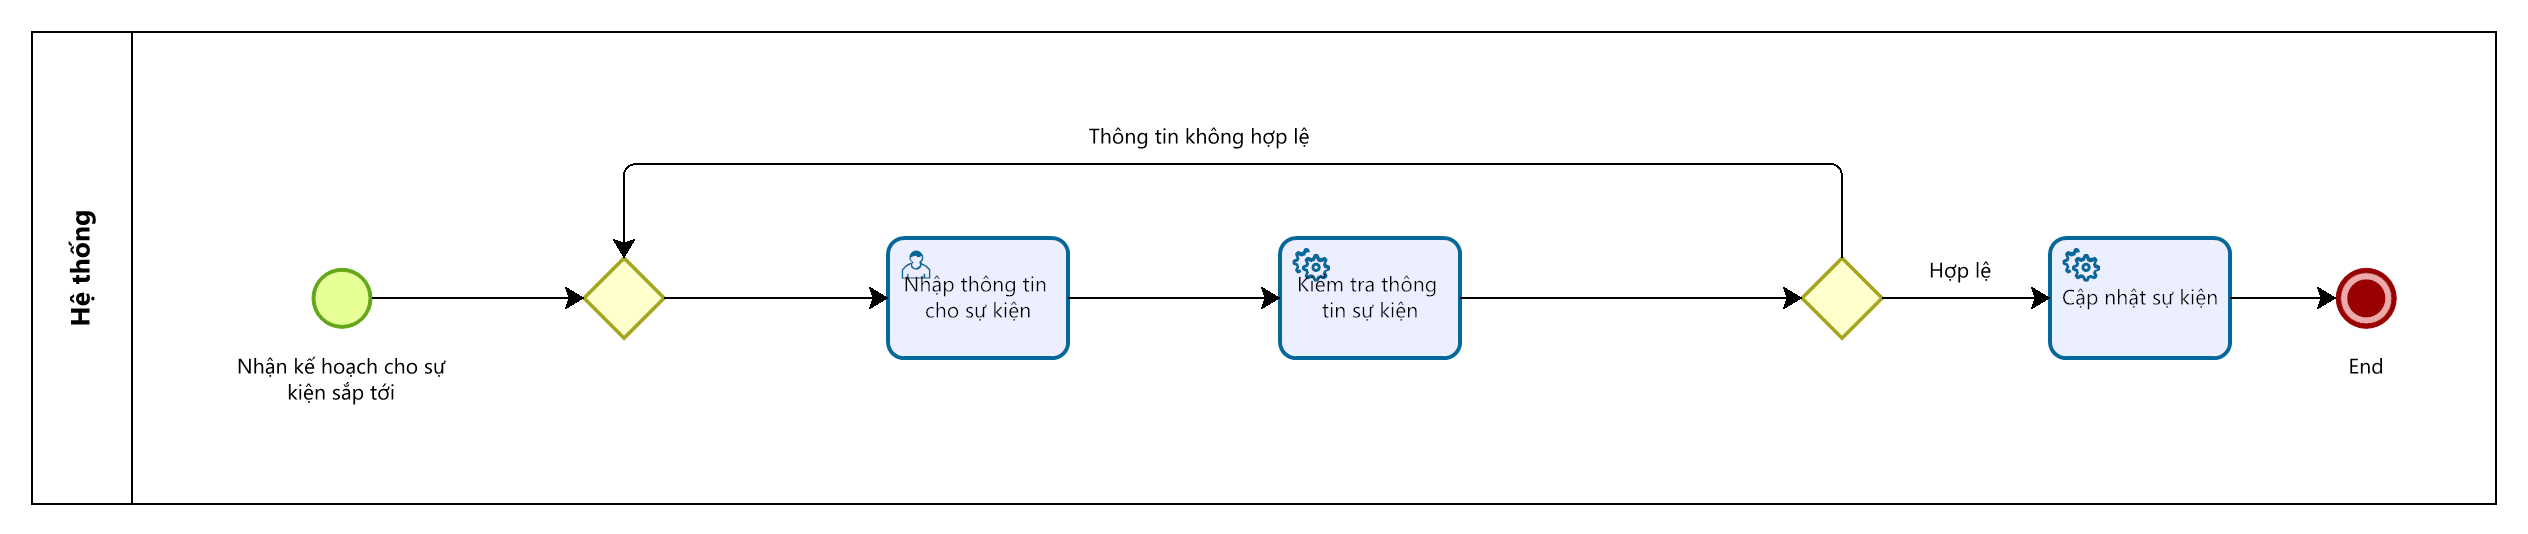 Hệ thống
Thông tin không hợp lệ
Nhận kế hoạch cho sự
kiện sắp tới
Nhập thông tin
cho sự kiện
Kiểm tra thông
tin sự kiện
Hợp lệ
Cập nhật sự kiện
End